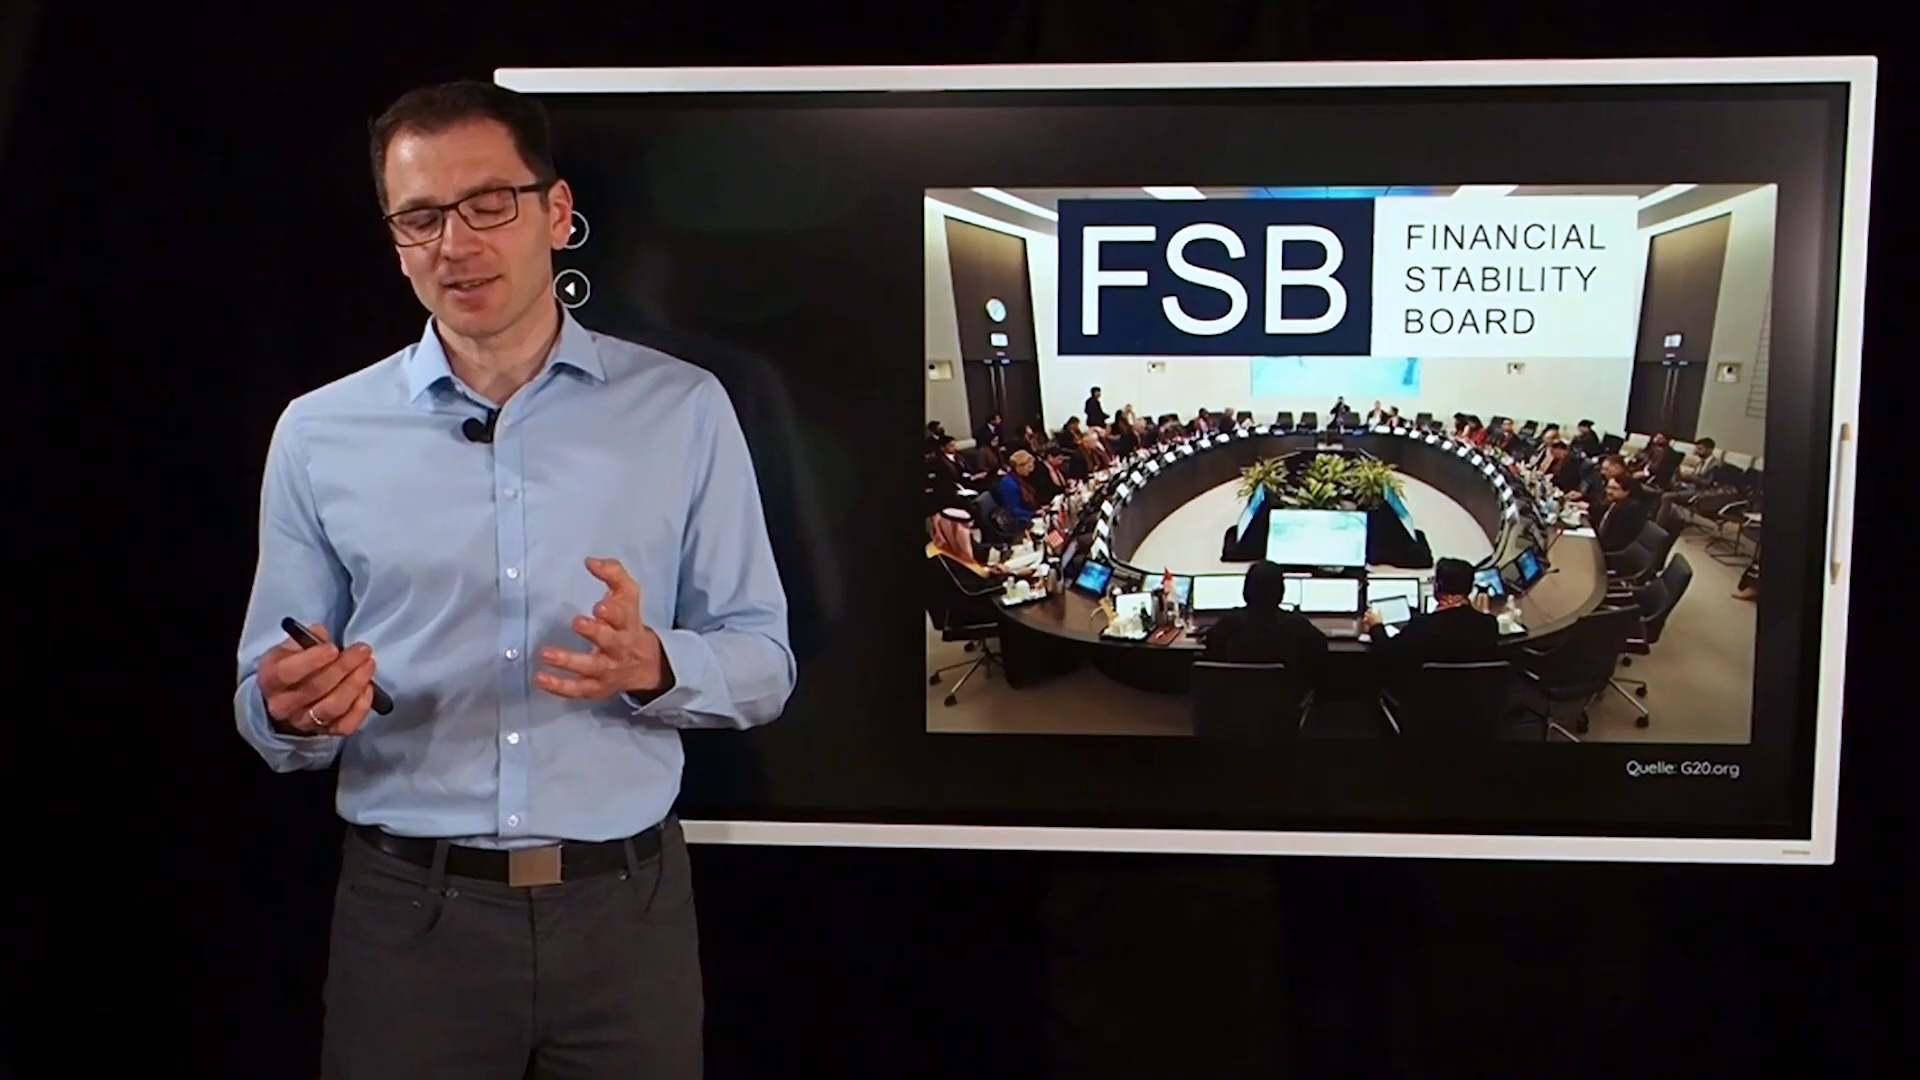 FSB
FINANCIAL
STABILITY
BOARD
Quelle: G20.org